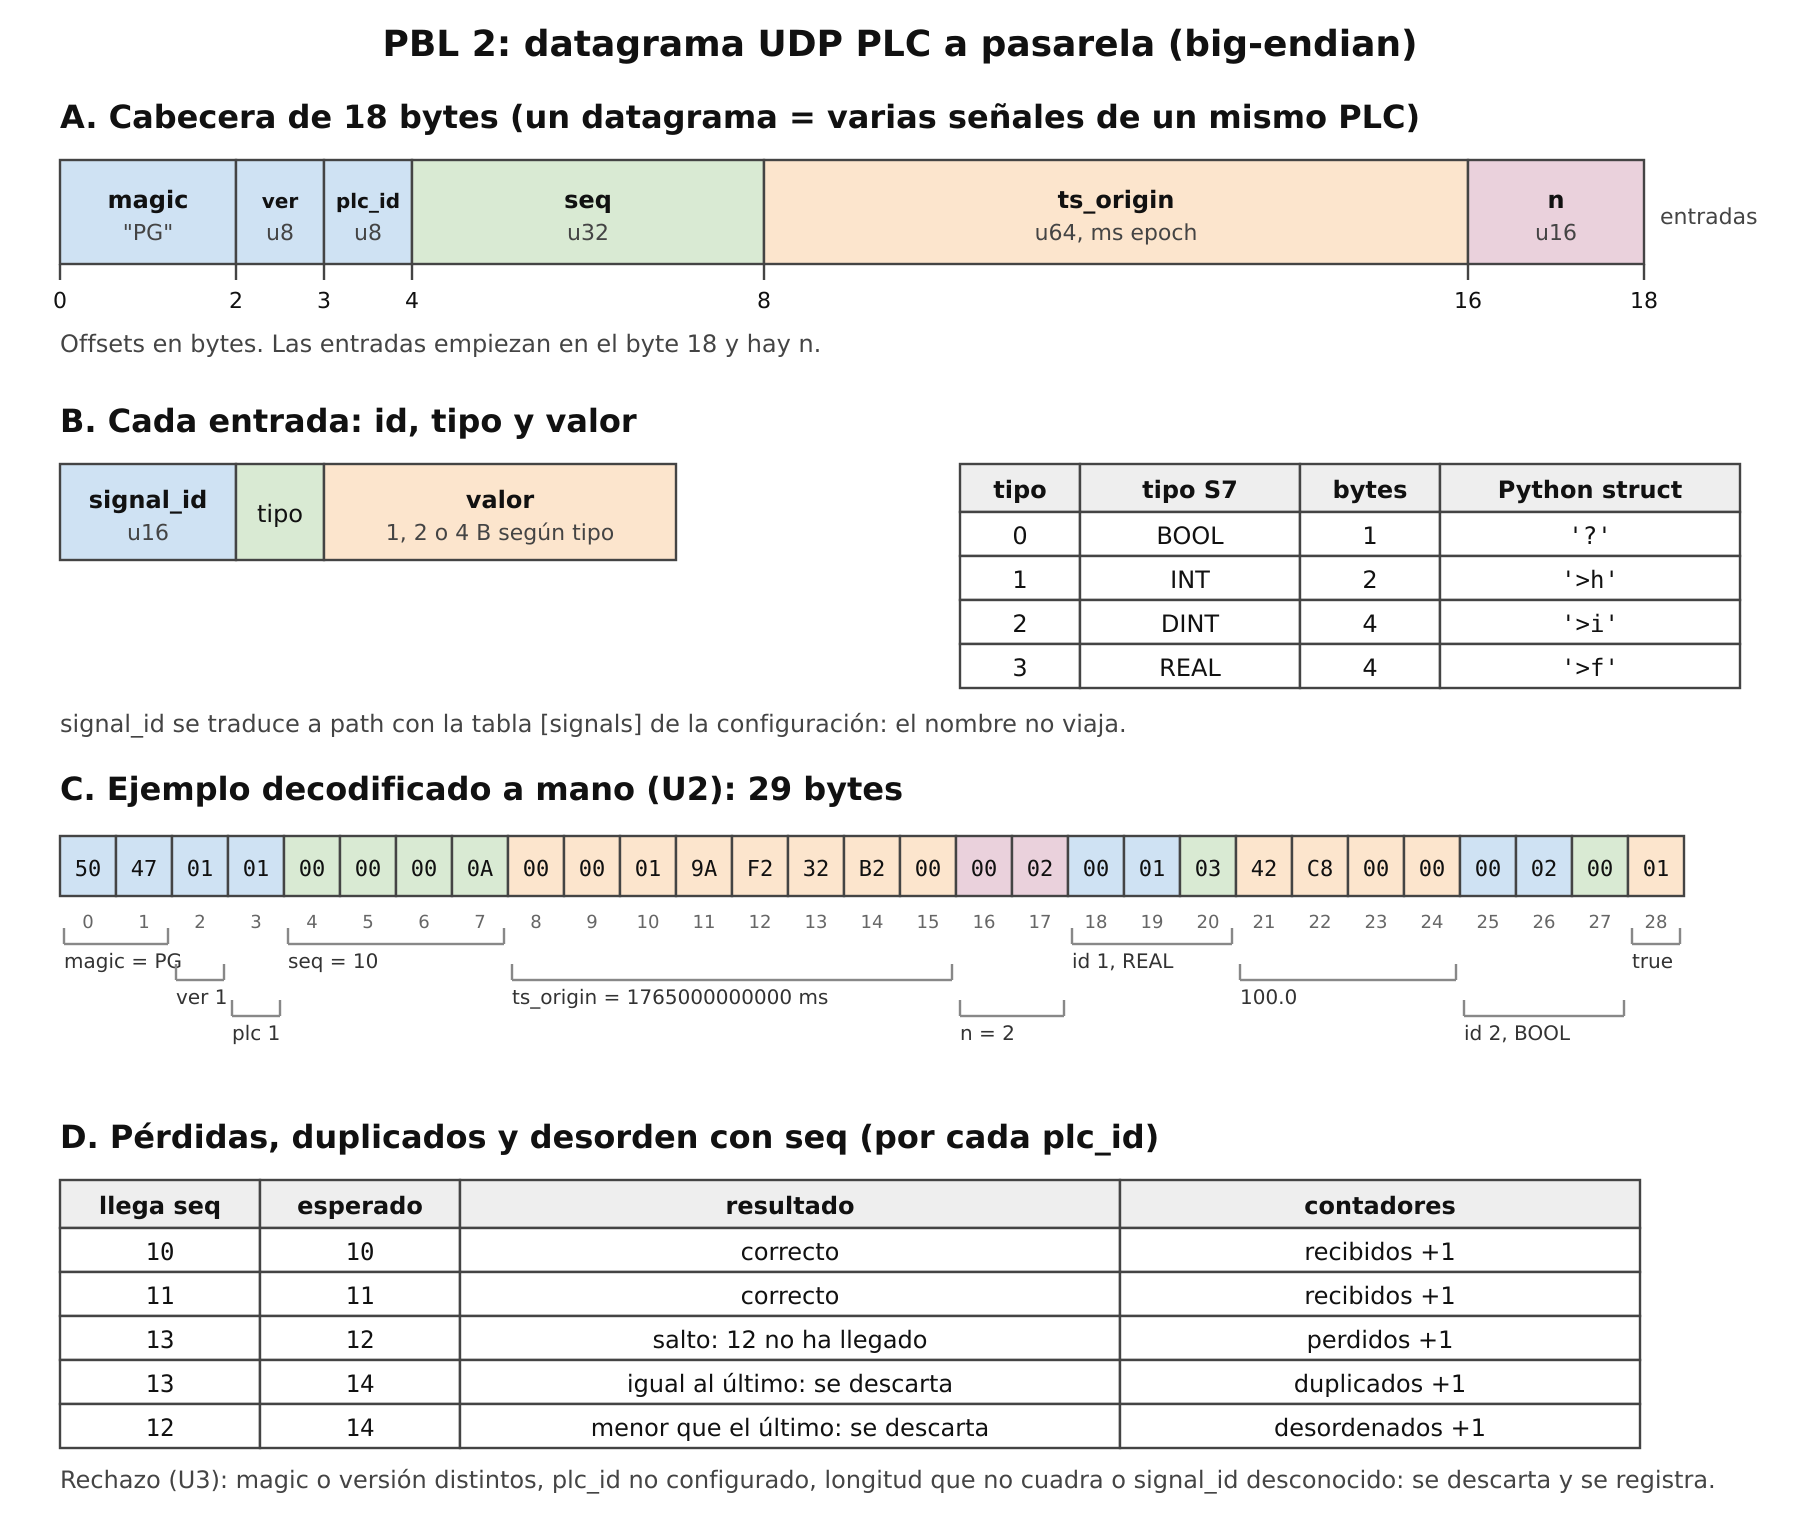 PBL 2: datagrama UDP PLC a pasarela (big-endian)
A. Cabecera de 18 bytes (un datagrama = varias señales de un mismo PLC)
magic ver plc_id seq ts_origin n
"PG" u8 u8 u32 u64, ms epoch u16 entradas
0 2 3 4 8 16 18
Offsets en bytes. Las entradas empiezan en el byte 18 y hay n.
B. Cada entrada: id, tipo y valor
signal_id tipo valor
u16 1, 2 o 4 B según tipo
tipo tipo S7 bytes Python struct
0 BOOL 1 '?'
1 INT 2 '>h'
2 DINT 4 '>i'
3 REAL 4 '>f'
signal_id se traduce a path con la tabla [signals] de la configuración: el nombre no viaja.
C. Ejemplo decodificado a mano (U2): 29 bytes
50 47 01 01 00 00 00 0A 00 00 01 9A F2 32 B2 00 00 02 00 01 03 42 C8 00 00 00 02 00 01
0 1 2 3 4 5 6 7 8 9 10 11 12 13 14 15 16 17 18 19 20 21 22 23 24 25 26 27 28
magic = PG seq = 10 id 1, REAL true
ver 1 ts_origin = 1765000000000 ms 100.0
plc 1 n = 2 id 2, BOOL
D. Pérdidas, duplicados y desorden con seq (por cada plc_id)
llega seq esperado resultado contadores
10 10 correcto recibidos +1
11 11 correcto recibidos +1
13 12 salto: 12 no ha llegado perdidos +1
13 14 igual al último: se descarta duplicados +1
12 14 menor que el último: se descarta desordenados +1
Rechazo (U3): magic o versión distintos, plc_id no configurado, longitud que no cuadra o signal_id desconocido: se descarta y se registra.